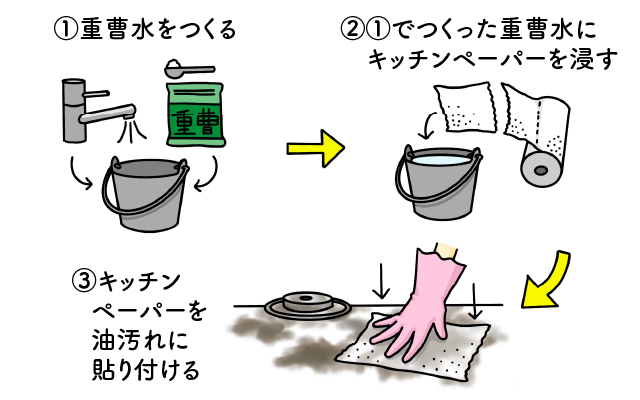 ①重曹水をつくる
重曹
②①でつくった重曹水に
キッチンペーパーを浸す
③キッチン
ペーパーを
油汚れに
貼り付ける